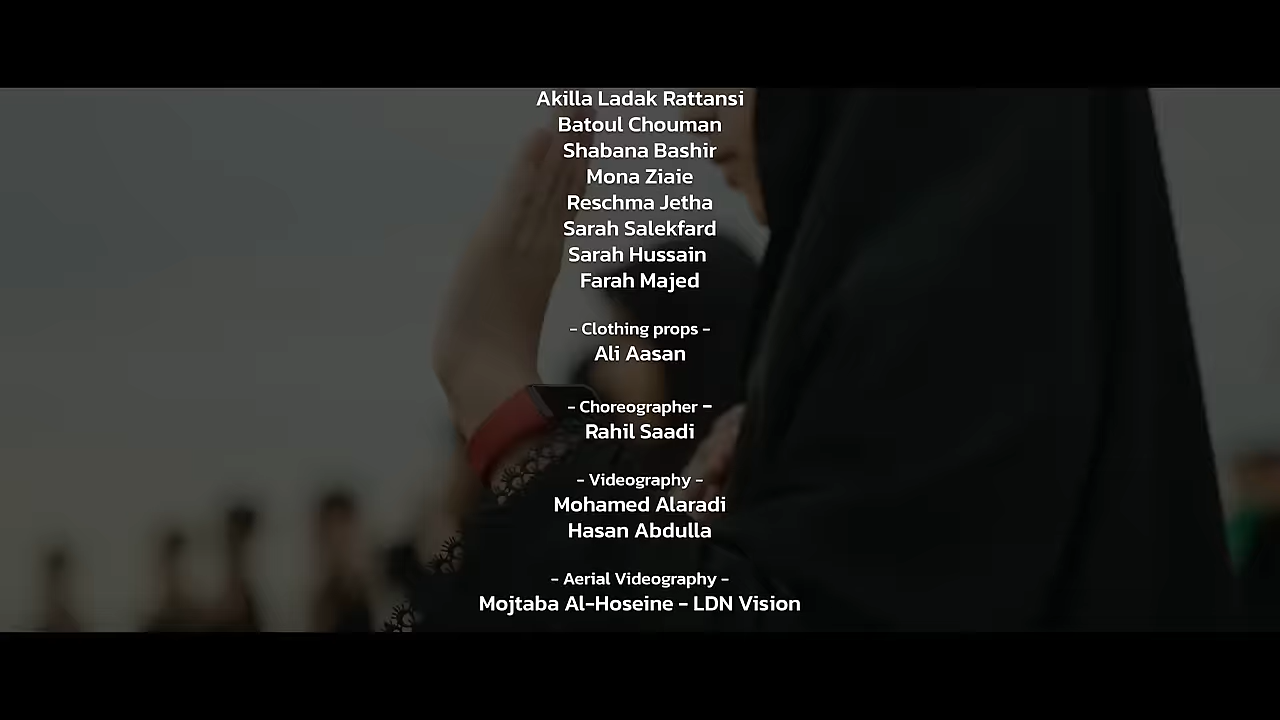 Akilla Ladak Rattansi
Batoul Chouman
Shabana Bashir
Mona Ziaie
Reschma Jetha
Sarah Salekfard
Sarah Hussain
Farah Majed
- Clothing props -
Ali Aasan
- Choreographer -
Rahil Saadi
- Videography -
Mohamed Alaradi
Hasan Abdulla
- Aerial Videography -
Mojtaba Al-Hoseine - LDN Vision